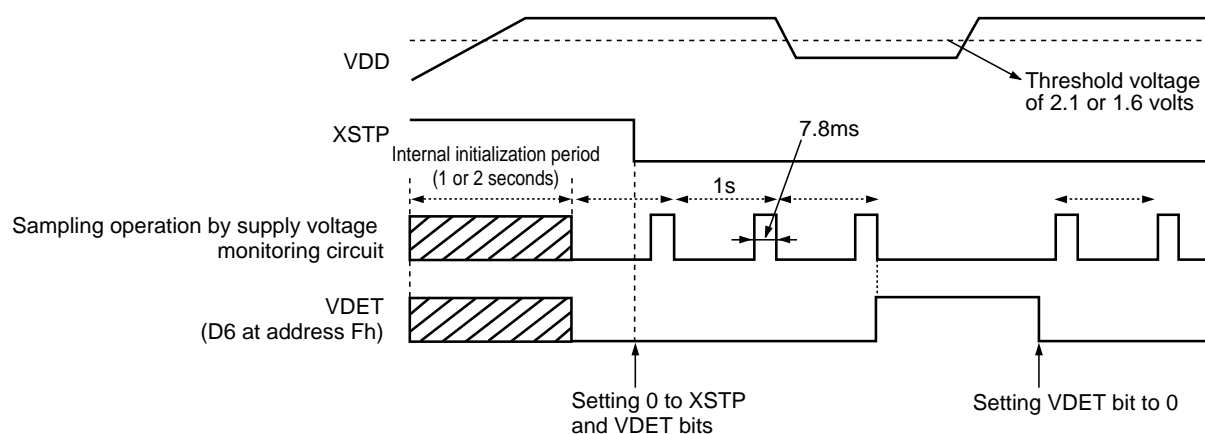 VDD
Threshold voltage
of 2.1 or 1.6 volts
XSTP
7.8ms
Internal initialization period
(1 or 2 seconds)
1s
Sampling operation by supply voltage
monitoring circuit
VDET
(D6 at address Fh)
Setting 0 to XSTP
and VDET bits
Setting VDET bit to 0